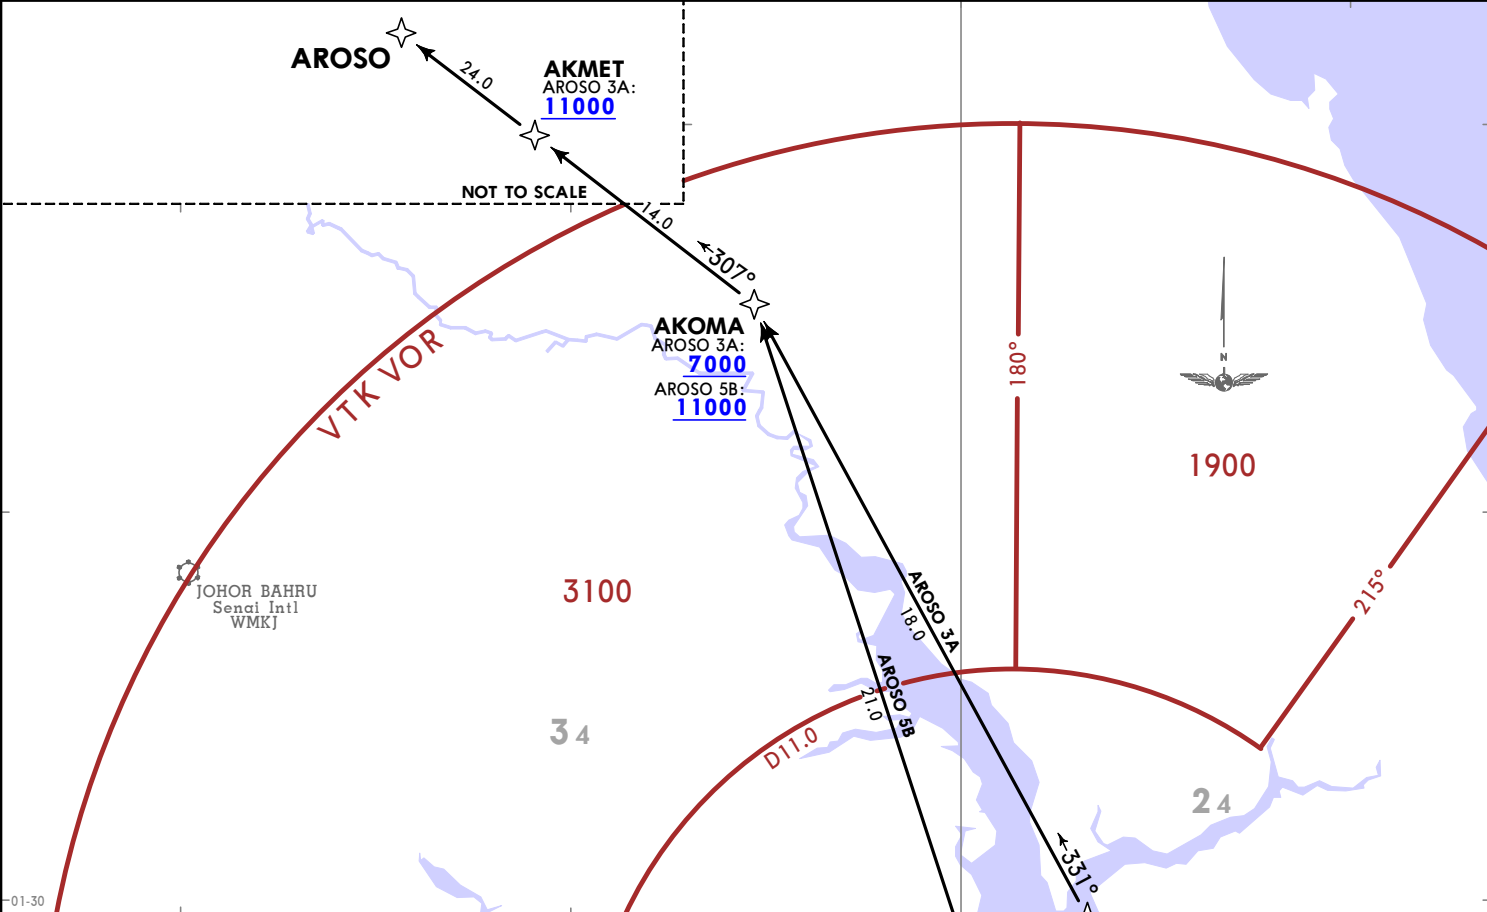 AROSO
24.0
AKMET
AROSO 3A:
11000
NOT TO SCALE
14.0
307°
AKOMA
AROSO 3A:
7000
AROSO 5B:
11000
VTK VOR
180°
N
1900
215°
JOHOR BAHRU
Senai Intl
WMKJ
3100
AROSO 3A
18.0
AROSO 5B
21.0
D11.0
3 4
2 4
331°
01-30